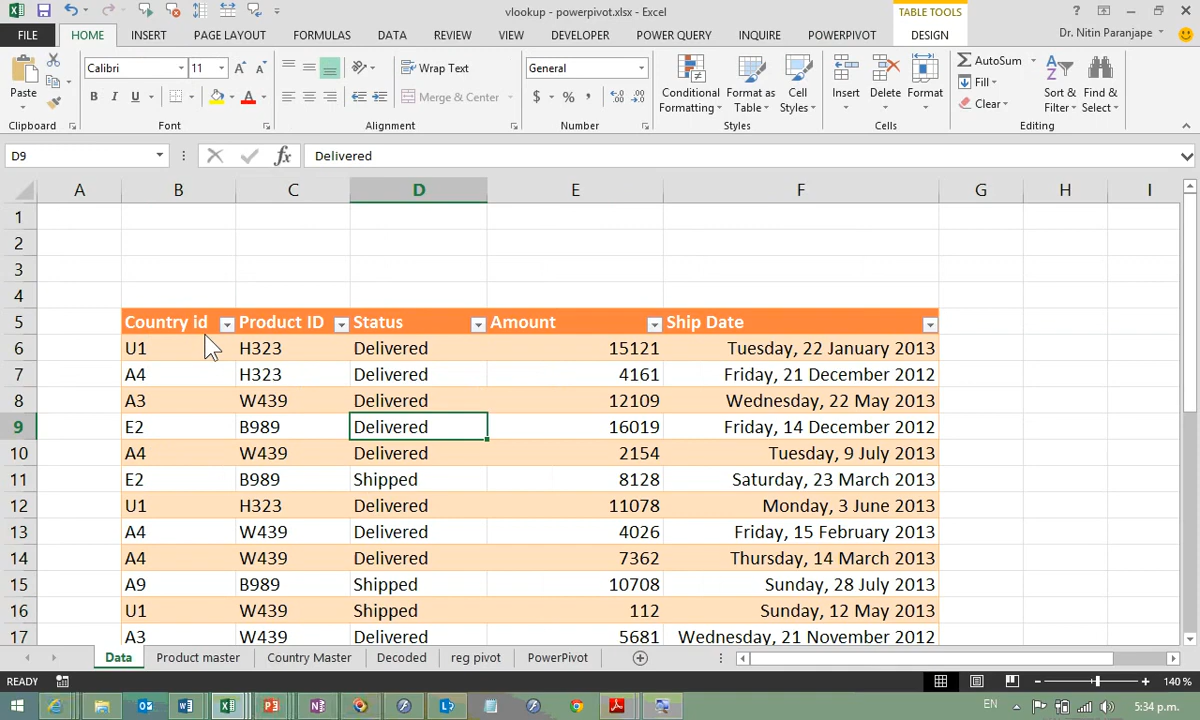 vlookup - powerpivot.xlsx - Excel
TABLE TOOLS
FILE HOME INSERT PAGE LAYOUT FORMULAS DATA REVIEW VIEW DEVELOPER POWER QUERY INQUIRE POWERPIVOT DESIGN
Dr. Nitin Paranjape
Paste
Calibri 11
B I U A
Wrap Text
Merge & Center
General
$ % ,
Conditional Formatting
Format as Table
Cell Styles
Insert Delete Format
AutoSum
Fill
Clear
Sort & Filter
Find & Select
Clipboard Font Alignment Number Styles Cells Editing
D9 fx Delivered
A B C D E F G H I
1
2
3
4
5 Country id Product ID Status Amount Ship Date
6 U1 H323 Delivered 15121 Tuesday, 22 January 2013
7 A4 H323 Delivered 4161 Friday, 21 December 2012
8 A3 W439 Delivered 12109 Wednesday, 22 May 2013
9 E2 B989 Delivered 16019 Friday, 14 December 2012
10 A4 W439 Delivered 2154 Tuesday, 9 July 2013
11 E2 B989 Shipped 8128 Saturday, 23 March 2013
12 U1 H323 Delivered 11078 Monday, 3 June 2013
13 A4 W439 Delivered 4026 Friday, 15 February 2013
14 A4 W439 Delivered 7362 Thursday, 14 March 2013
15 A9 B989 Shipped 10708 Sunday, 28 July 2013
16 U1 W439 Shipped 112 Sunday, 12 May 2013
17 A3 W439 Delivered 5681 Wednesday, 21 November 2012
Data Product master Country Master Decoded reg pivot PowerPivot
READY 140 %
EN 5:34 p.m.